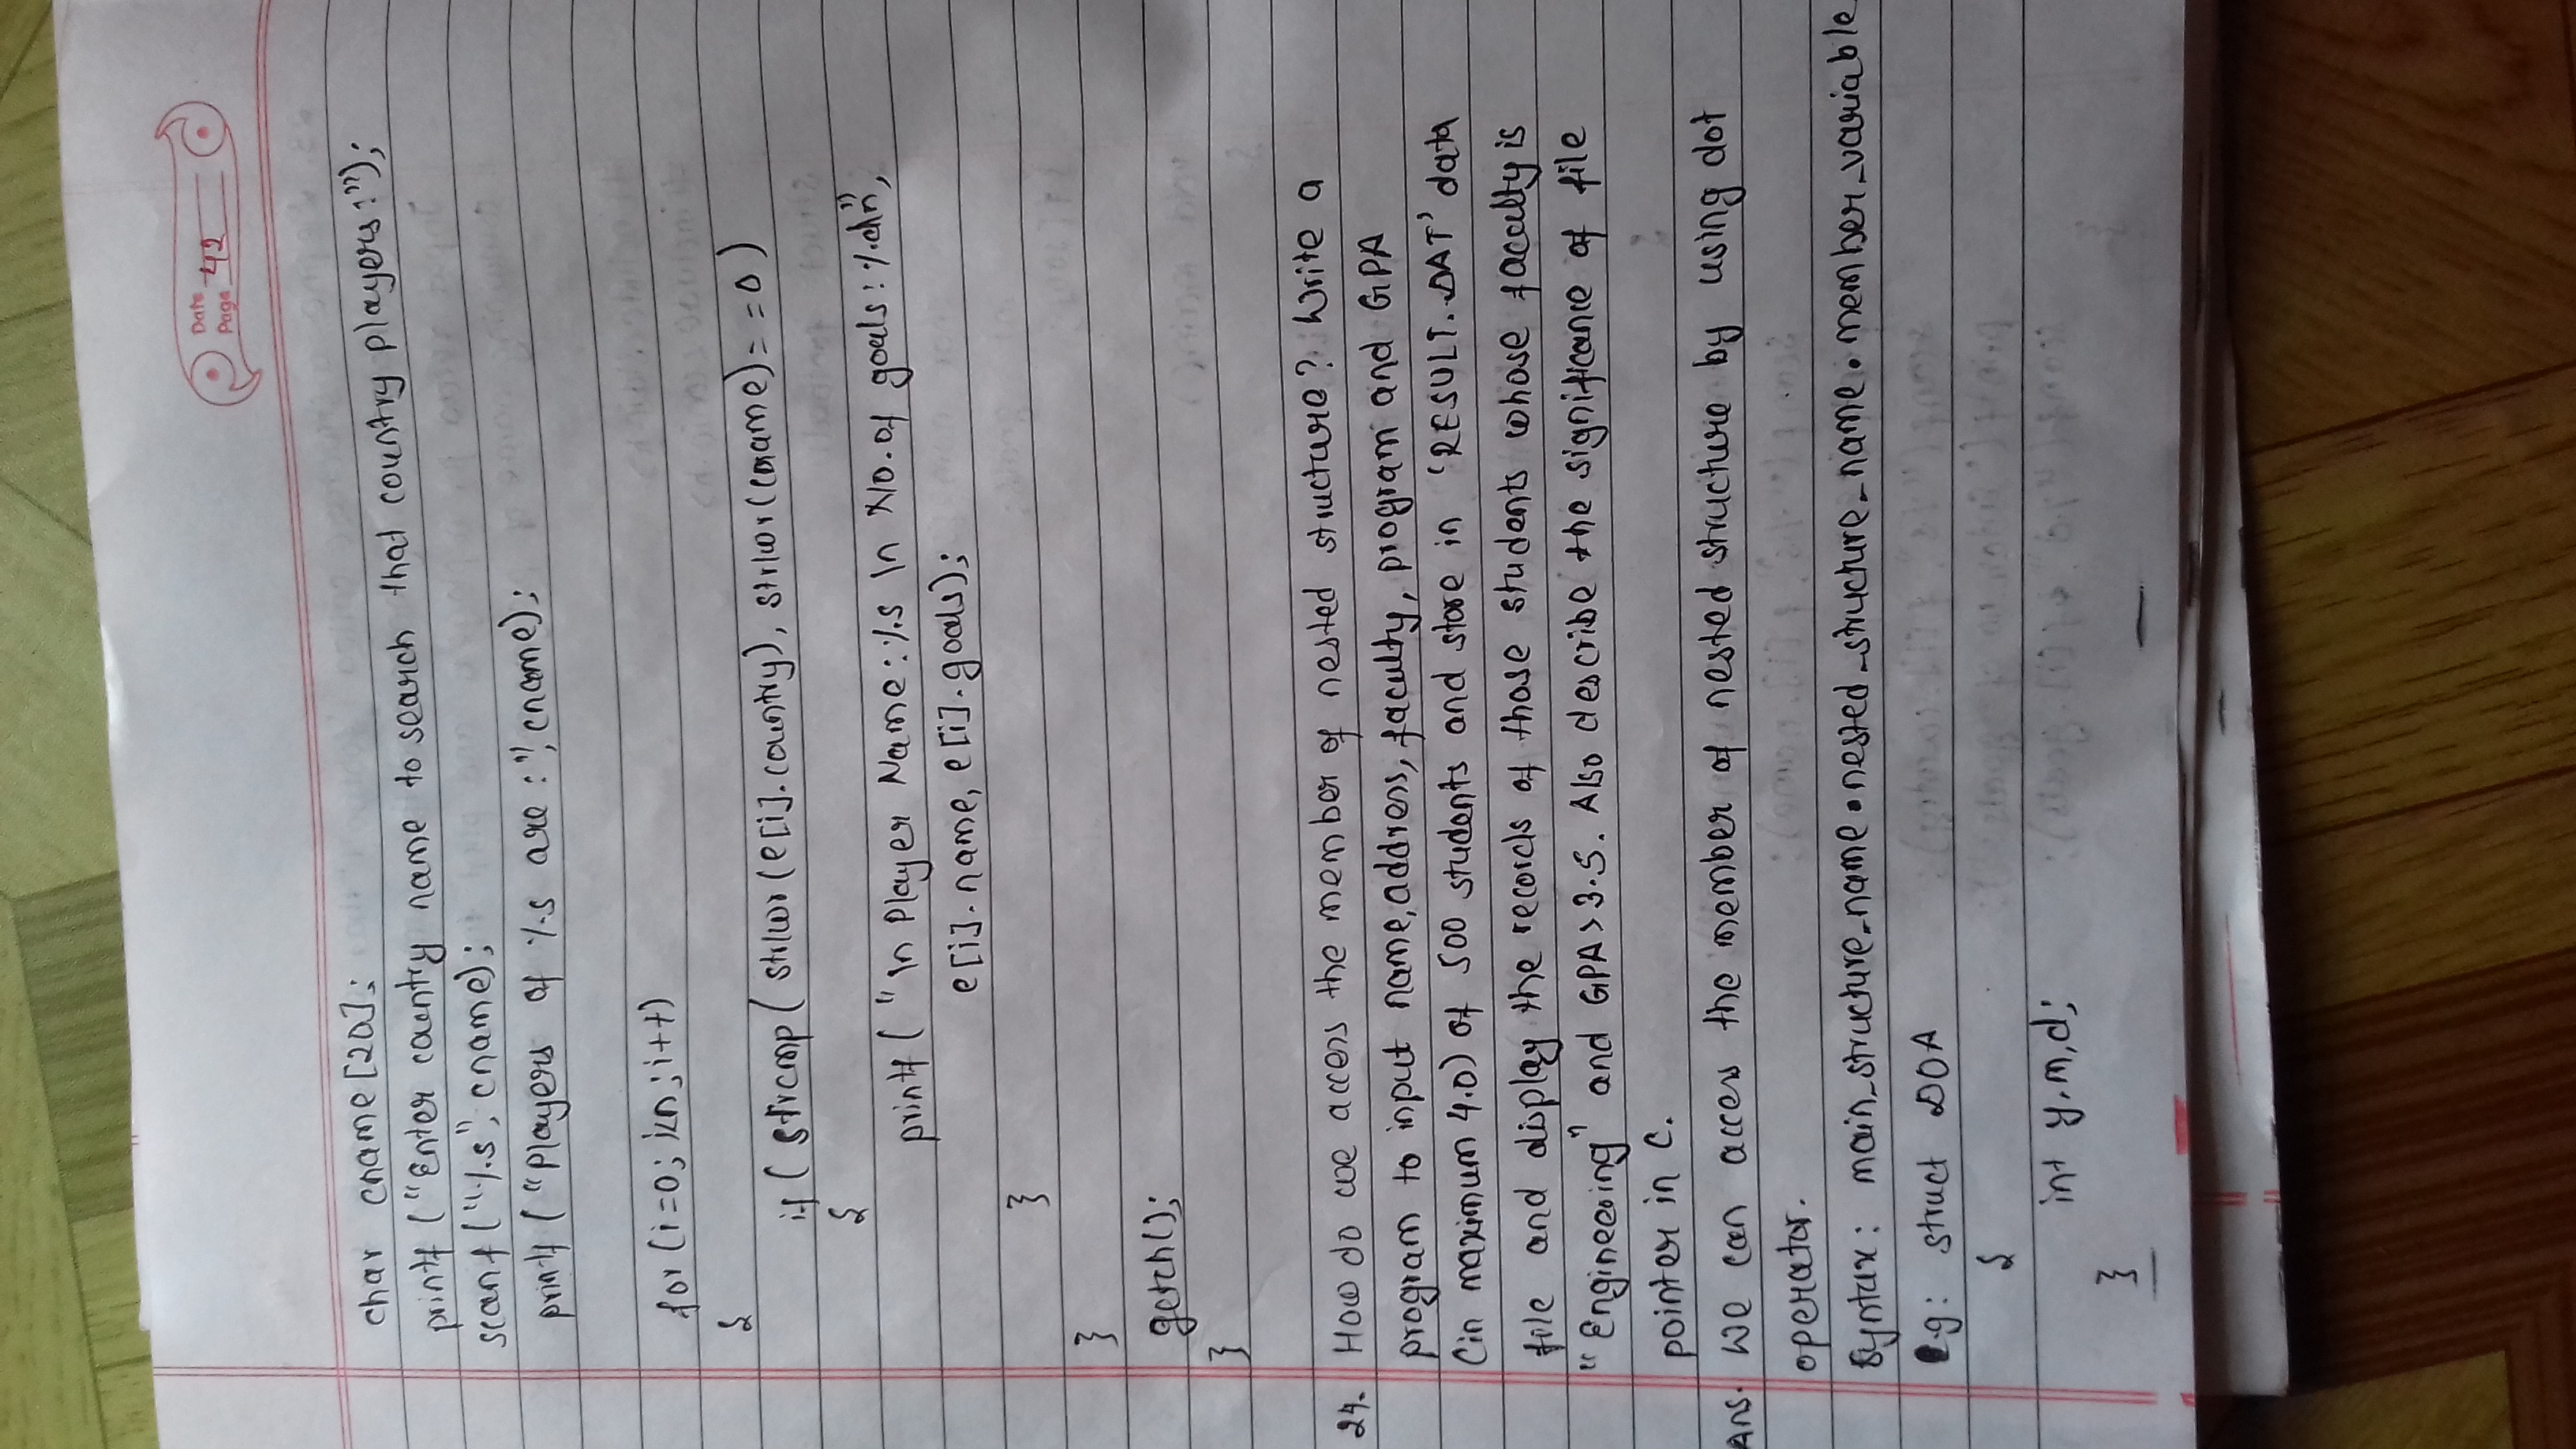 Date
Page 42
char cname[20];
printf ("Enter country name to search that country players:");
scanf("%s", cname);
printf ("Players of %s are :", cname);
for (i=0; i<n; i++)
{
if ( strcmp ( strlwr (e[i].country), strlwr (cname)= =0 )
{
printf ( "\n Player Name: %s \n No. of goals: %d\n",
e[i].name, e[i].goals);
}
}
getch();
}
24. How do we access the member of nested structure? Write a
program to input name, address, faculty, program and GPA
(in maximum 4.0) of 500 students and store in 'RESULT.DAT' data
file and display the records of those students whose faculty is
"Engineering" and GPA > 3.5. Also describe the significance of file
pointer in C.
Ans. We can access the member of nested structure by using dot
operator.
Syntax: main_structure_name.nested_structure_name.member_variable
e.g: struct DOA
{
int y,m,d;
}